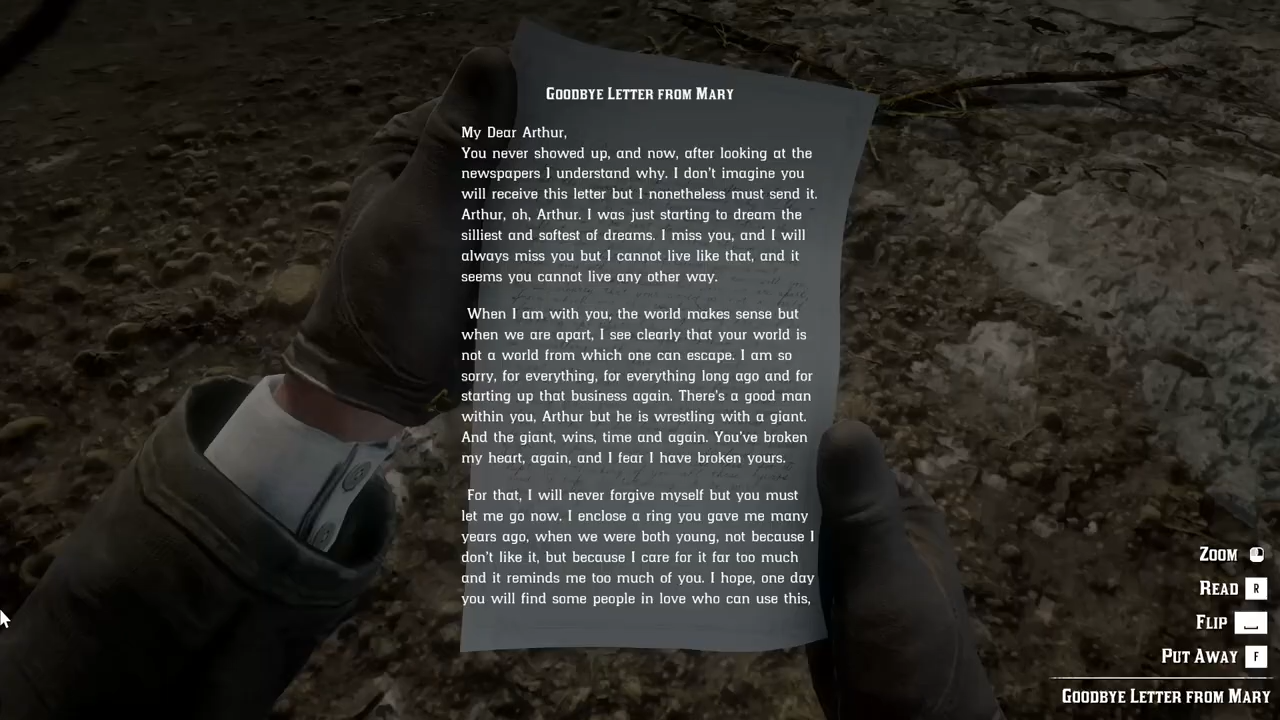 Goodbye Letter from Mary
My Dear Arthur,
You never showed up, and now, after looking at the
newspapers I understand why. I don't imagine you
will receive this letter but I nonetheless must send it.
Arthur, oh, Arthur. I was just starting to dream the
silliest and softest of dreams. I miss you, and I will
always miss you but I cannot live like that, and it
seems you cannot live any other way.
When I am with you, the world makes sense but
when we are apart, I see clearly that your world is
not a world from which one can escape. I am so
sorry, for everything, for everything long ago and for
starting up that business again. There's a good man
within you, Arthur but he is wrestling with a giant.
And the giant, wins, time and again. You've broken
my heart, again, and I fear I have broken yours.
For that, I will never forgive myself but you must
let me go now. I enclose a ring you gave me many
years ago, when we were both young, not because I
don't like it, but because I care for it far too much
and it reminds me too much of you. I hope, one day
you will find some people in love who can use this,
Zoom
Read R
Flip
Put Away F
Goodbye Letter from Mary